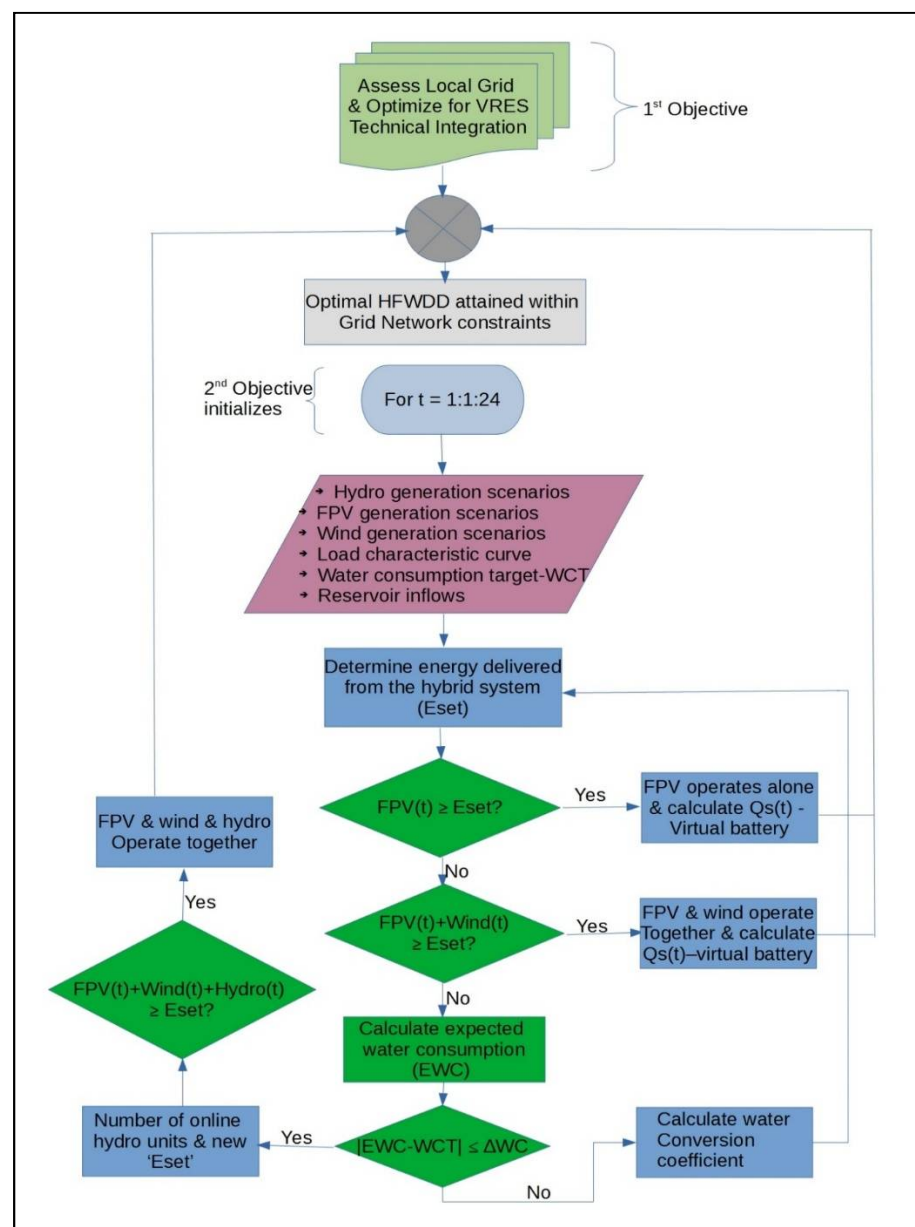 Assess Local Grid
& Optimize for VRES
Technical Integration
1st Objective
Optimal HFWDD attained within
Grid Network constraints
2nd Objective
initializes
For t = 1:1:24
➔ Hydro generation scenarios
➔ FPV generation scenarios
➔ Wind generation scenarios
➔ Load characteristic curve
➔ Water consumption target-WCT
➔ Reservoir inflows
Determine energy delivered
from the hybrid system
(Eset)
FPV(t) ≥ Eset?
Yes
FPV operates alone
& calculate Qs(t) -
Virtual battery
No
FPV(t)+Wind(t)
≥ Eset?
Yes
FPV & wind operate
Together & calculate
Qs(t)–virtual battery
No
Calculate expected
water consumption
(EWC)
|EWC-WCT| ≤ ΔWC
No
Calculate water
Conversion
coefficient
Yes
Number of online
hydro units & new
‘Eset’
FPV(t)+Wind(t)+Hydro(t)
≥ Eset?
Yes
FPV & wind & hydro
Operate together